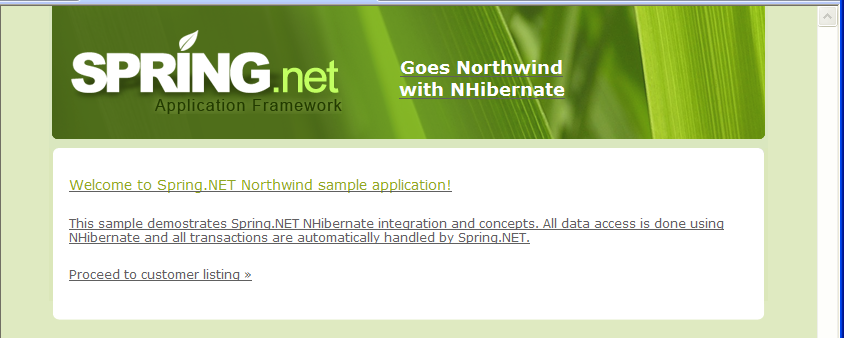 SPRING.net
Application Framework
Goes Northwind
with NHibernate
Welcome to Spring.NET Northwind sample application!
This sample demostrates Spring.NET NHibernate integration and concepts. All data access is done using
NHibernate and all transactions are automatically handled by Spring.NET.
Proceed to customer listing »